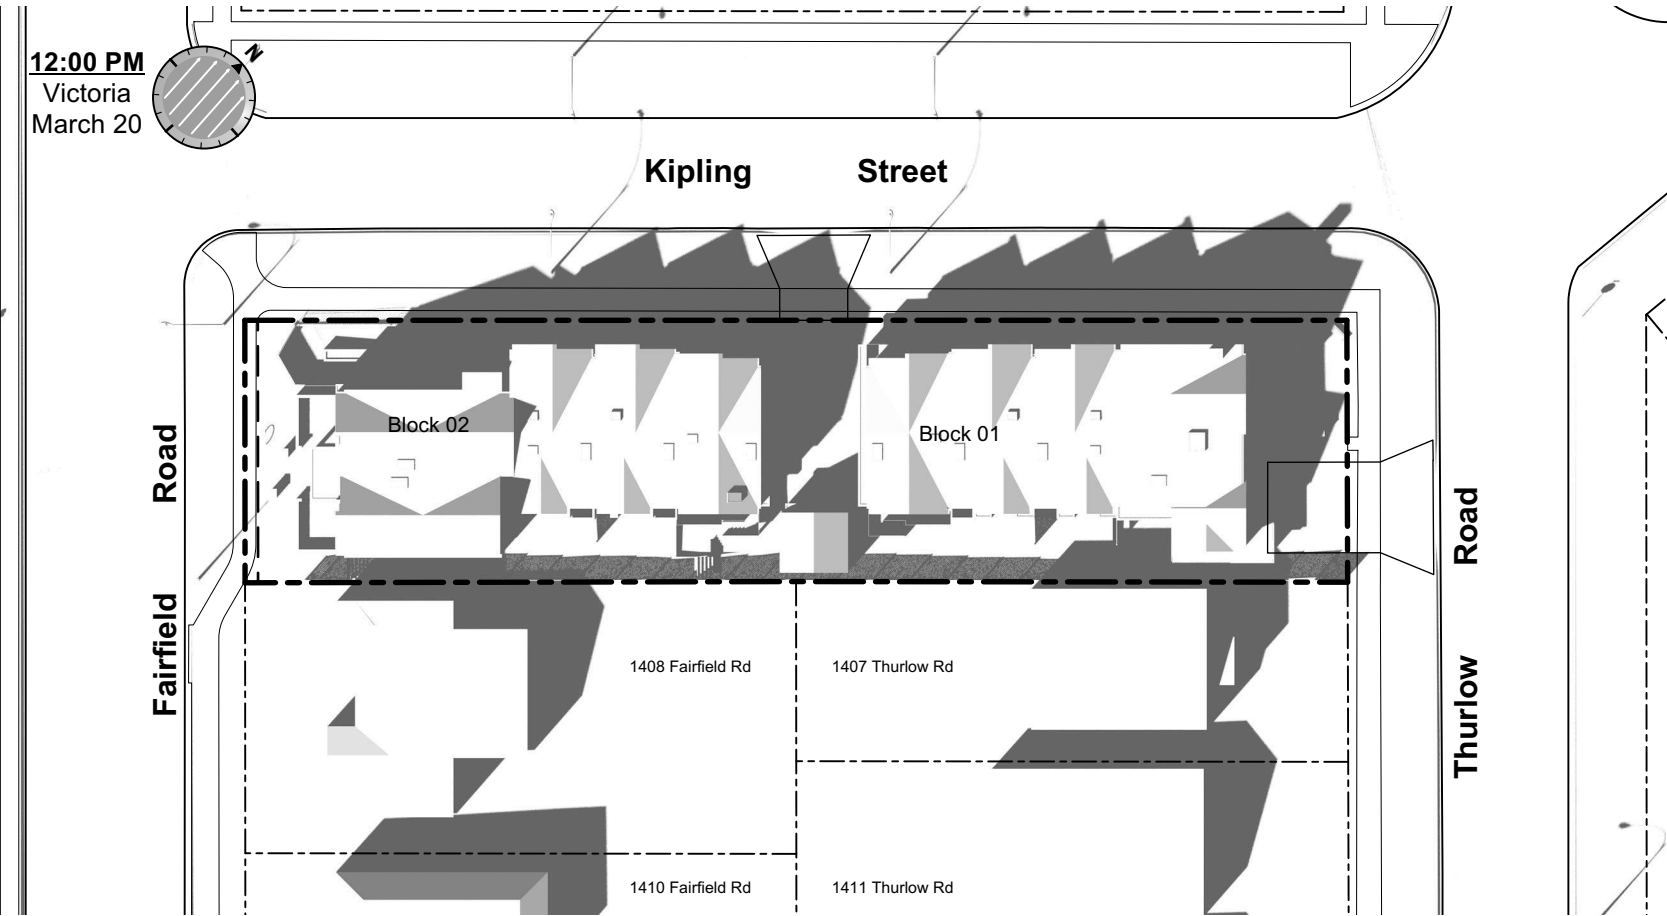 N
12:00 PM
Victoria
March 20
Kipling Street
Block 02
Block 01
Fairfield Road
Thurlow Road
1408 Fairfield Rd
1407 Thurlow Rd
1410 Fairfield Rd
1411 Thurlow Rd